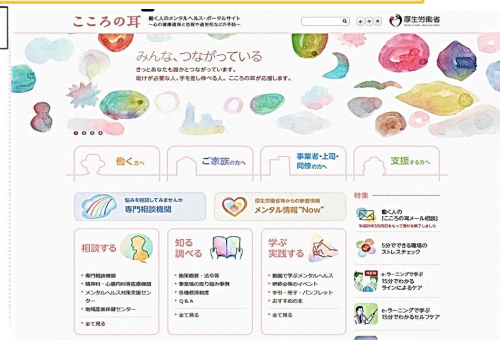 こころの耳
働く人のメンタルヘルス・ポータルサイト
～心の健康確保と自殺や過労死などの予防～
厚生労働省
みんな、つながっている
きっとあなたも誰かとつながっています。
助けが必要な人、手を差し伸べる人。こころの耳が応援します。
働く方へ
ご家族の方へ
事業者・上司・
同僚の方へ
支援する方へ
悩みを相談してみませんか
専門相談機関
厚生労働省等からの新着情報
メンタル情報"Now"
特集
働く人の
「こころの耳メール相談」
5分でできる職場の
ストレスチェック
e-ラーニングで学ぶ
15分でわかる
ラインによるケア
e-ラーニングで学ぶ
15分でわかるセルフケア
相談する
専門相談機関
精神科・心療内科等医療機関
メンタルヘルス対策支援セン
ター
地域産業保健センター
全て見る
知る
調べる
施策概要・法令等
事業場の取り組み事例
各種救済制度
Q&A
全て見る
学ぶ
実践する
動画で学ぶメンタルヘルス
研修会等のイベント
手引・冊子・パンフレット
おすすめの本
全て見る